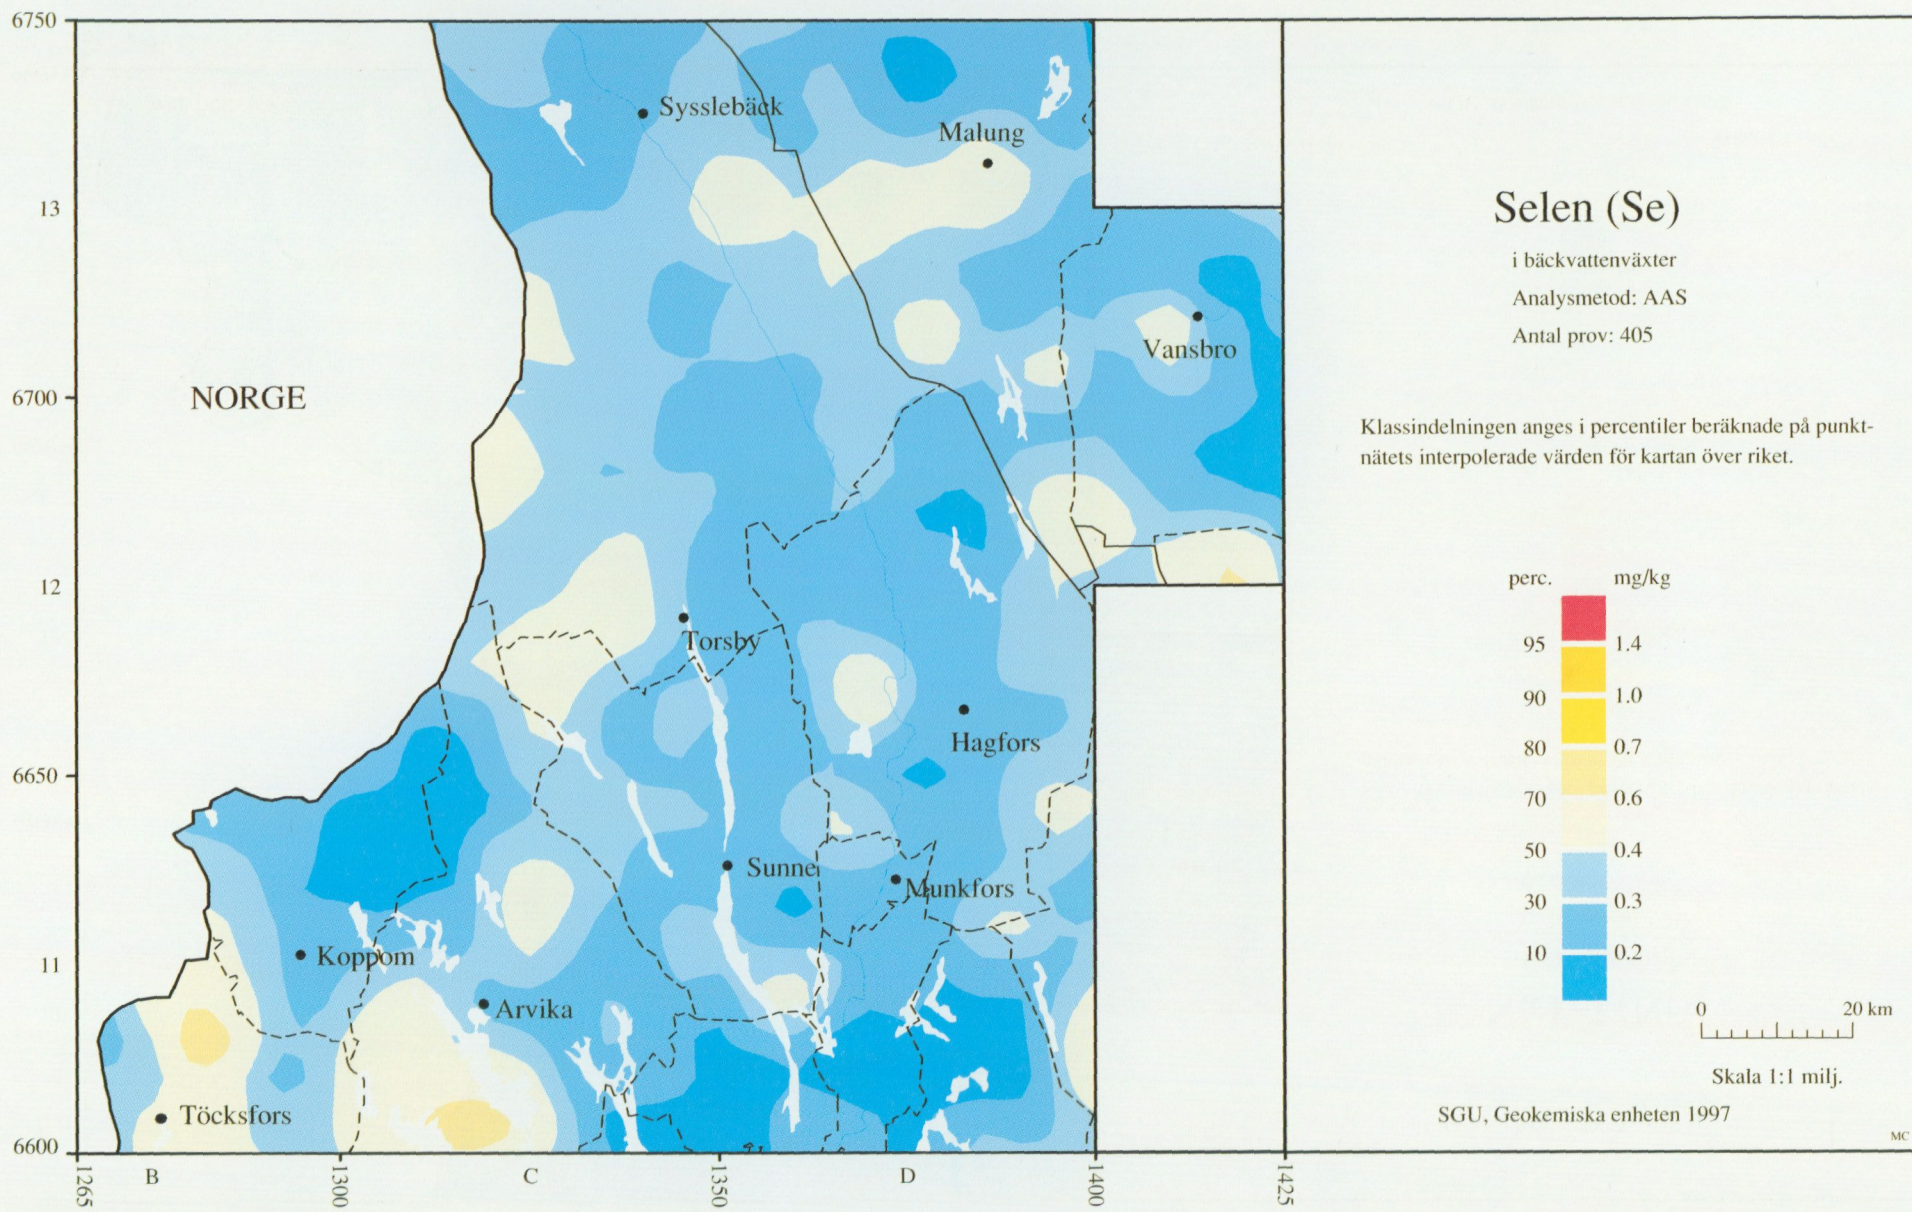 6750
13
6700
12
6650
11
6600
1265
B
1300
C
1350
D
1400
1425
NORGE
Sysslebäck
Malung
Vansbro
Torsby
Hagfors
Sunne
Munkfors
Koppom
Arvika
Töcksfors
Selen (Se)
i bäckvattenväxter
Analysmetod: AAS
Antal prov: 405
Klassindelningen anges i percentiler beräknade på punkt-
nätets interpolerade värden för kartan över riket.
perc. mg/kg
95 1.4
90 1.0
80 0.7
70 0.6
50 0.4
30 0.3
10 0.2
0 20 km
Skala 1:1 milj.
SGU, Geokemiska enheten 1997
MC